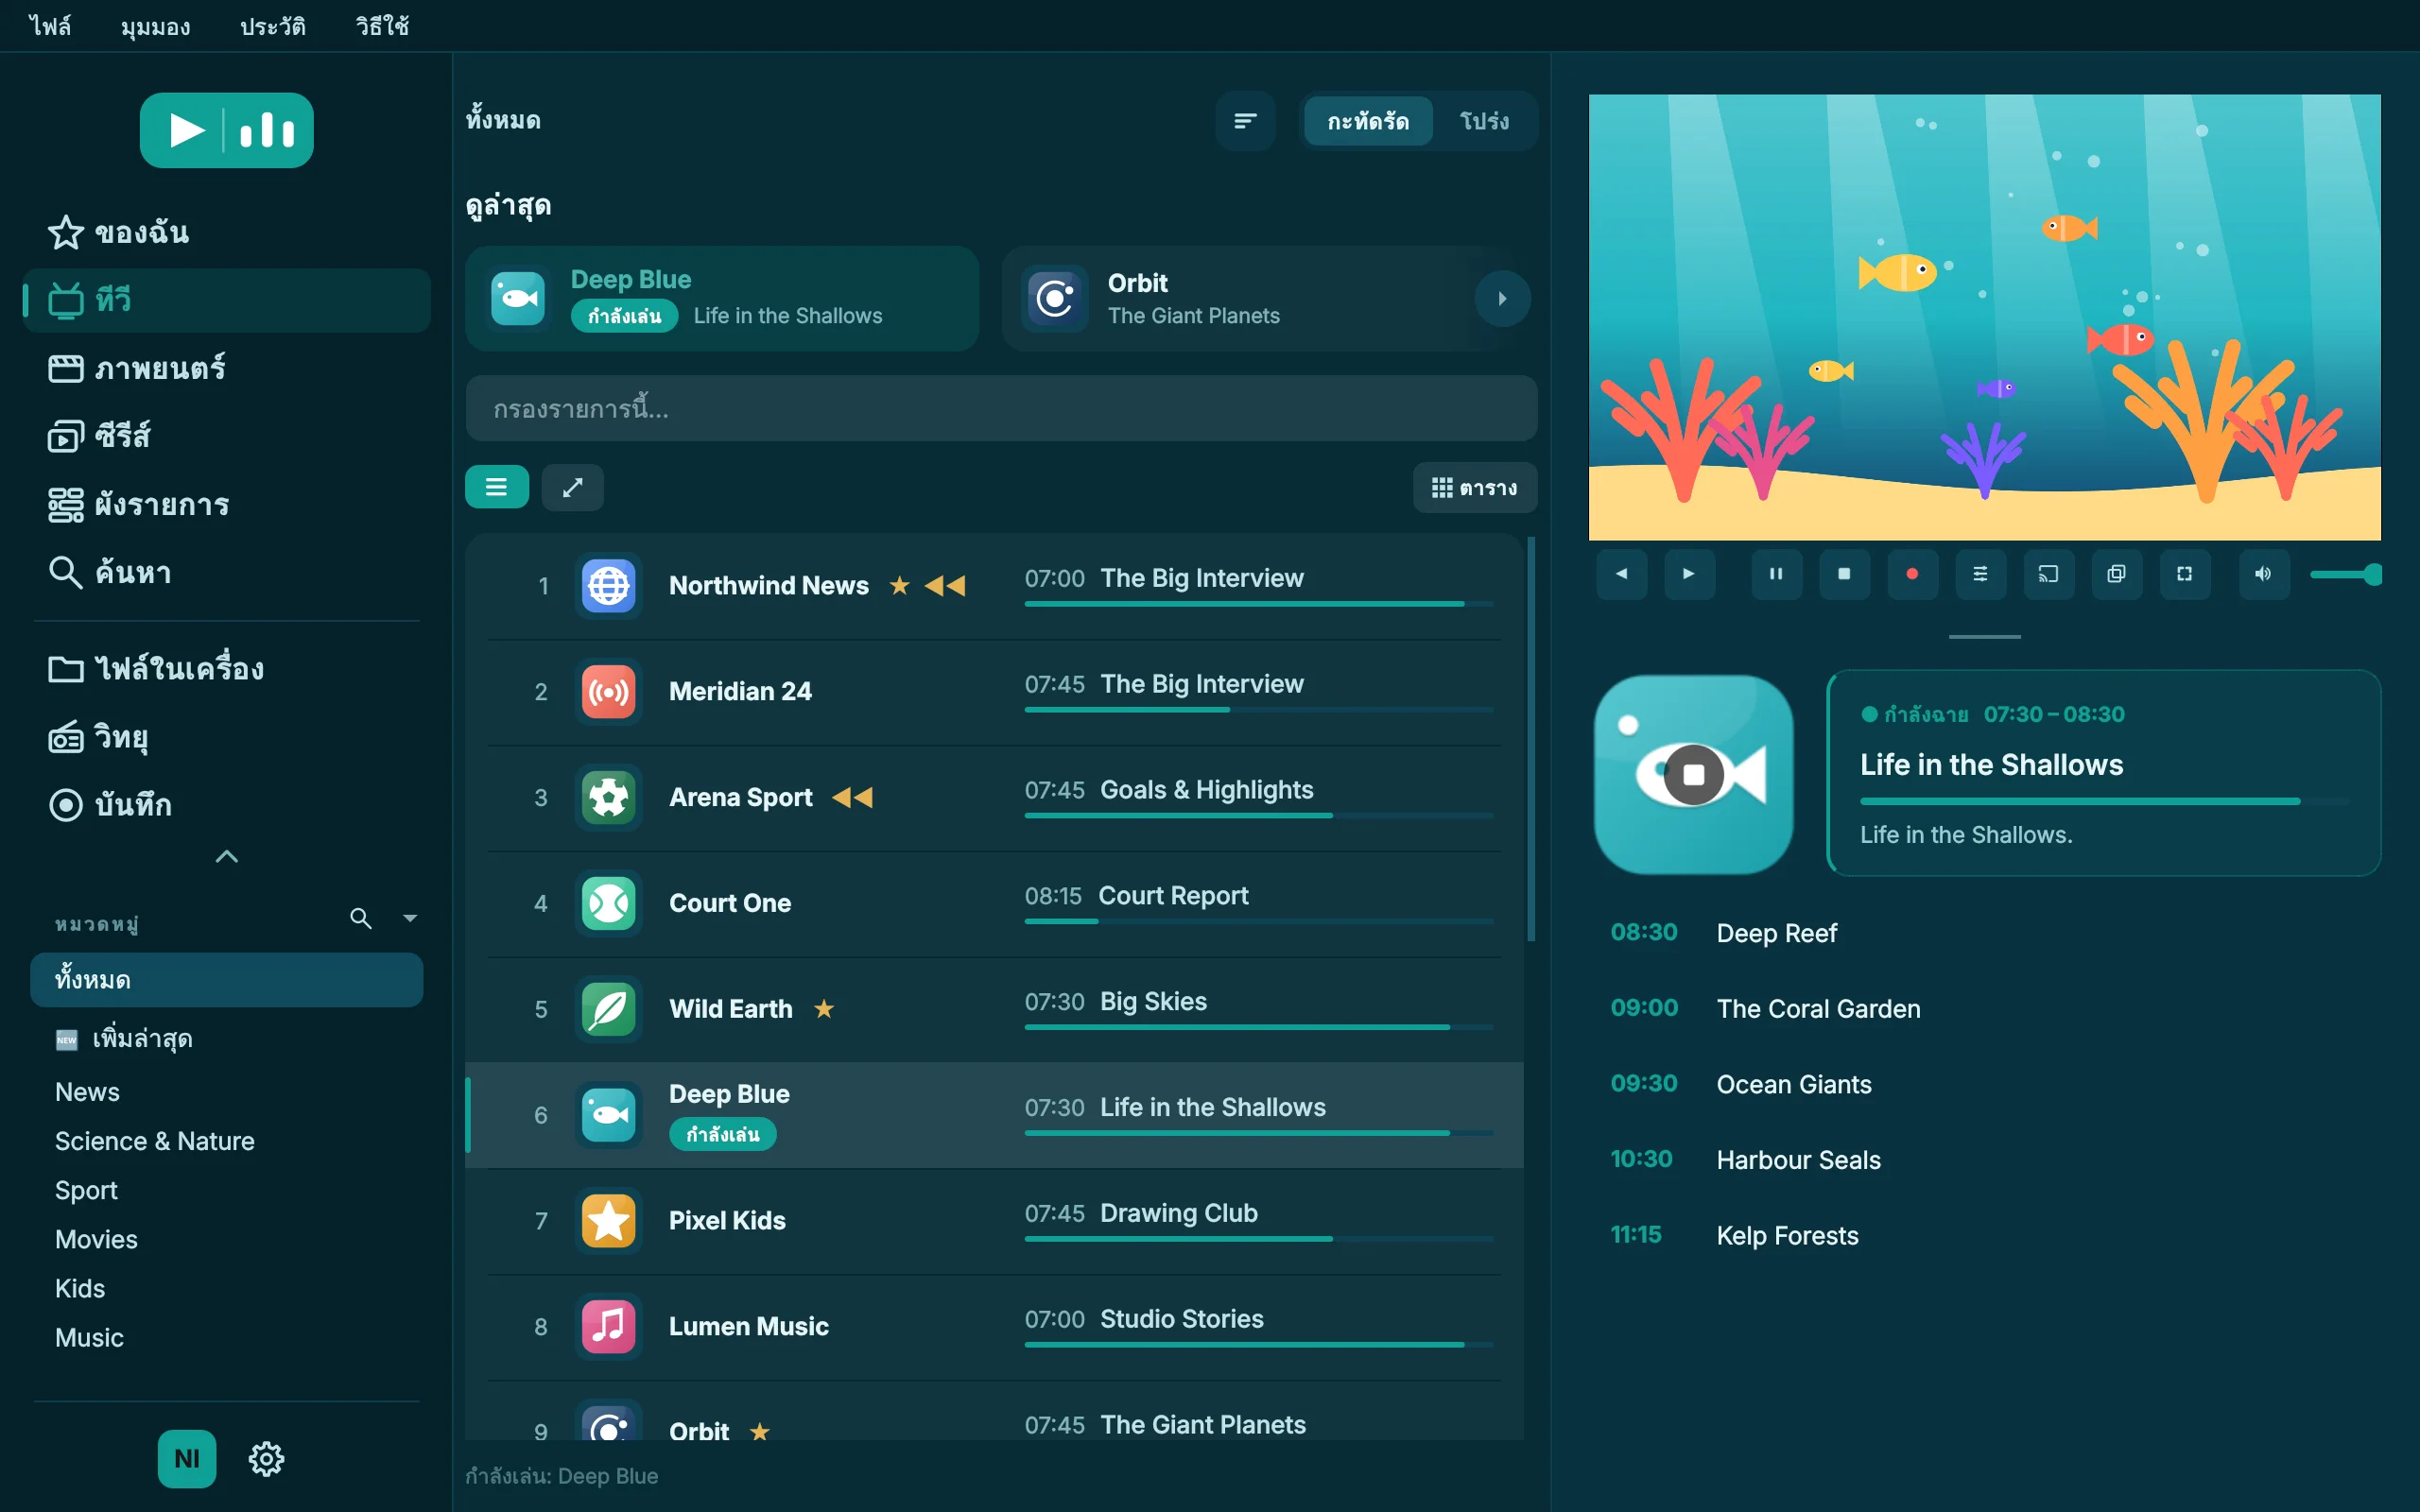 ไฟล์ มุมมอง ประวัติ วิธีใช้
ของฉัน
ทีวี
ภาพยนตร์
ซีรีส์
ผังรายการ
ค้นหา
ไฟล์ในเครื่อง
วิทยุ
บันทึก
หมวดหมู่
ทั้งหมด
NEW เพิ่มล่าสุด
News
Science & Nature
Sport
Movies
Kids
Music
NI
ทั้งหมด
กะทัดรัด โปร่ง
ดูล่าสุด
Deep Blue
กำลังเล่น Life in the Shallows
Orbit
The Giant Planets
กรองรายการนี้...
ตาราง
1 Northwind News 07:00 The Big Interview
2 Meridian 24 07:45 The Big Interview
3 Arena Sport 07:45 Goals & Highlights
4 Court One 08:15 Court Report
5 Wild Earth 07:30 Big Skies
6 Deep Blue 07:30 Life in the Shallows
กำลังเล่น
7 Pixel Kids 07:45 Drawing Club
8 Lumen Music 07:00 Studio Stories
9 Orbit 07:45 The Giant Planets
กำลังเล่น: Deep Blue
กำลังฉาย 07:30 – 08:30
Life in the Shallows
Life in the Shallows.
08:30 Deep Reef
09:00 The Coral Garden
09:30 Ocean Giants
10:30 Harbour Seals
11:15 Kelp Forests